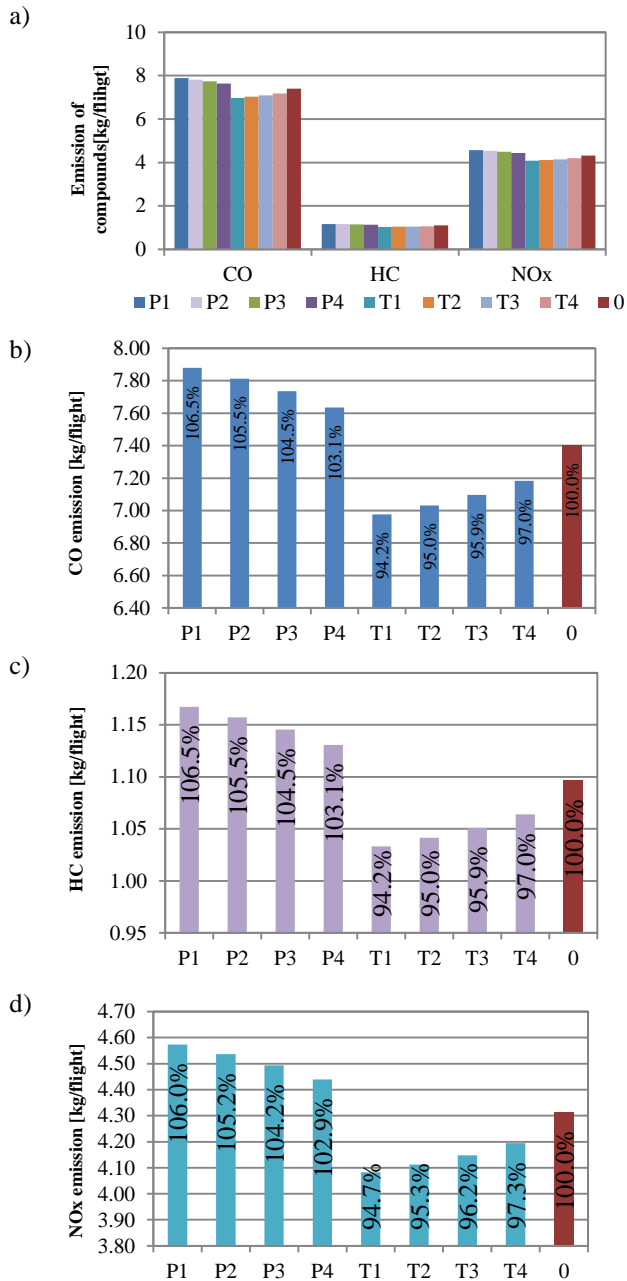 a)
Emission of
compounds[kg/flihgt]
10
8
6
4
2
0
CO HC NOx
P1 P2 P3 P4 T1 T2 T3 T4 0
b)
CO emission [kg/flight]
8.00
7.80
7.60
7.40
7.20
7.00
6.80
6.60
6.40
106.5% 105.5% 104.5% 103.1% 94.2% 95.0% 95.9% 97.0% 100.0%
P1 P2 P3 P4 T1 T2 T3 T4 0
c)
HC emission [kg/flight]
1.20
1.15
1.10
1.05
1.00
0.95
106.5% 105.5% 104.5% 103.1% 94.2% 95.0% 95.9% 97.0% 100.0%
P1 P2 P3 P4 T1 T2 T3 T4 0
d)
NOx emission [kg/flight]
4.70
4.60
4.50
4.40
4.30
4.20
4.10
4.00
3.90
3.80
106.0% 105.2% 104.2% 102.9% 94.7% 95.3% 96.2% 97.3% 100.0%
P1 P2 P3 P4 T1 T2 T3 T4 0